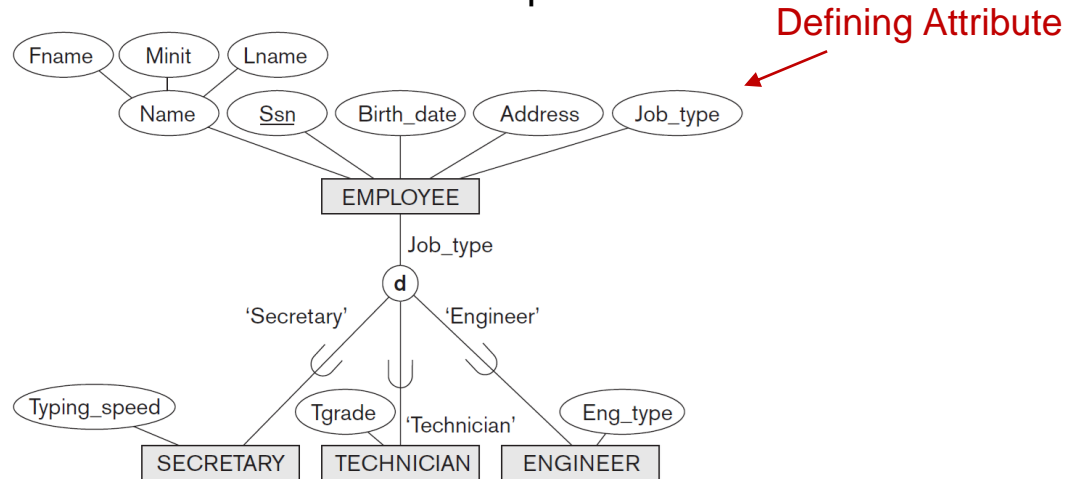 Defining Attribute
Fname Minit Lname
Name Ssn Birth_date Address Job_type
EMPLOYEE
Job_type
d
‘Secretary’ ‘Engineer’
Typing_speed Tgrade ‘Technician’ Eng_type
SECRETARY TECHNICIAN ENGINEER